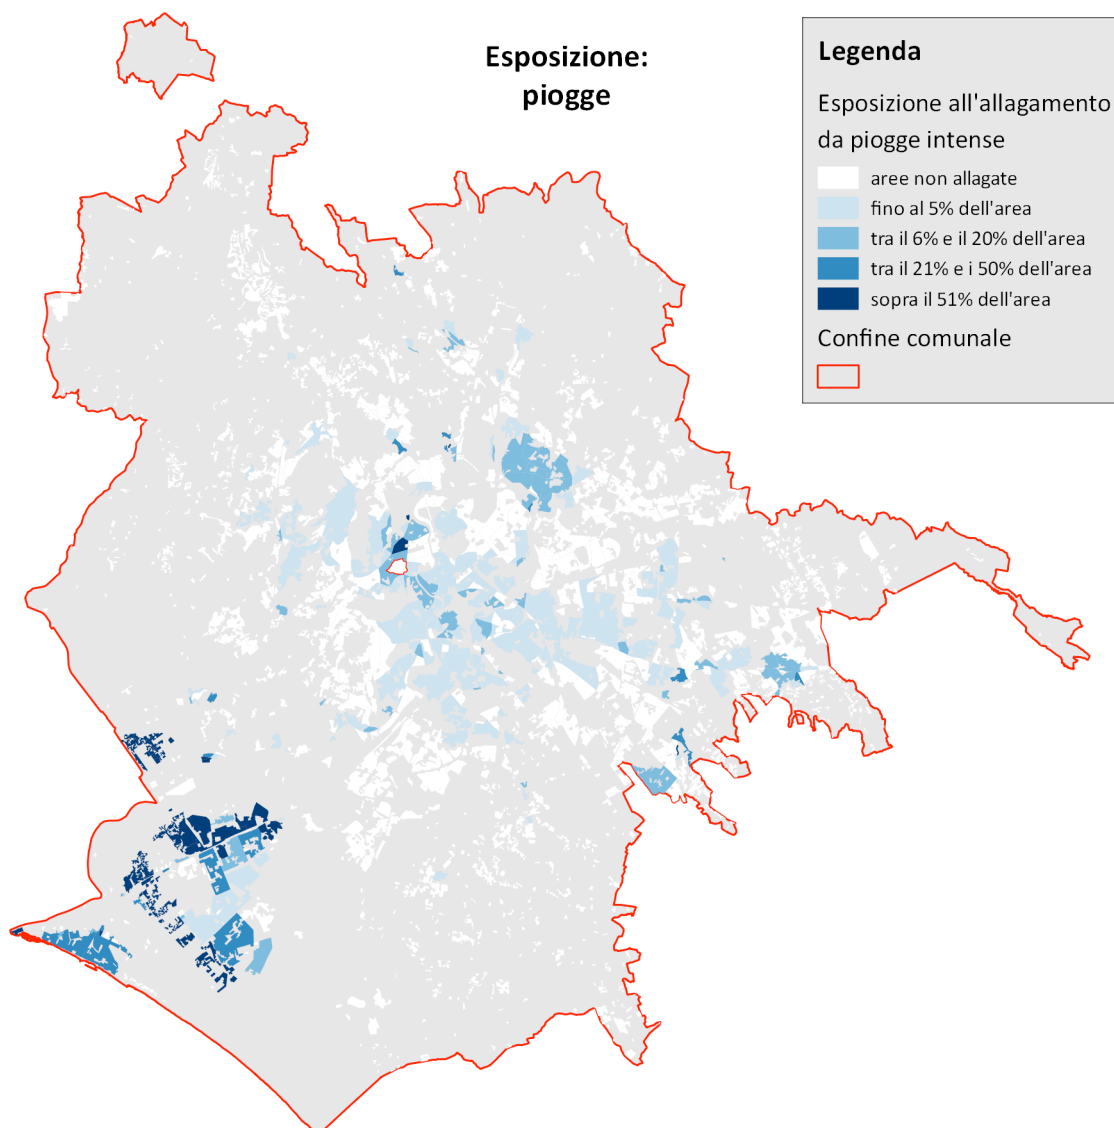 Esposizione:
piogge
Legenda
Esposizione all'allagamento
da piogge intense
aree non allagate
fino al 5% dell'area
tra il 6% e il 20% dell'area
tra il 21% e i 50% dell'area
sopra il 51% dell'area
Confine comunale